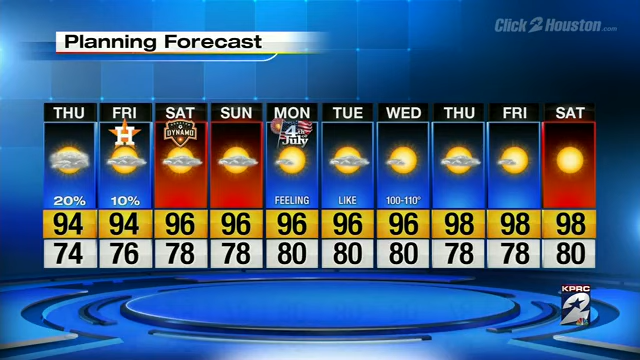 Click2Houston.com
Planning Forecast
THU FRI SAT SUN MON TUE WED THU FRI SAT
H DYNAMO 4th July
20% 10% FEELING LIKE 100-110°
94 94 96 96 96 96 96 98 98 98
74 76 78 78 80 80 80 78 78 80
KPRC
2